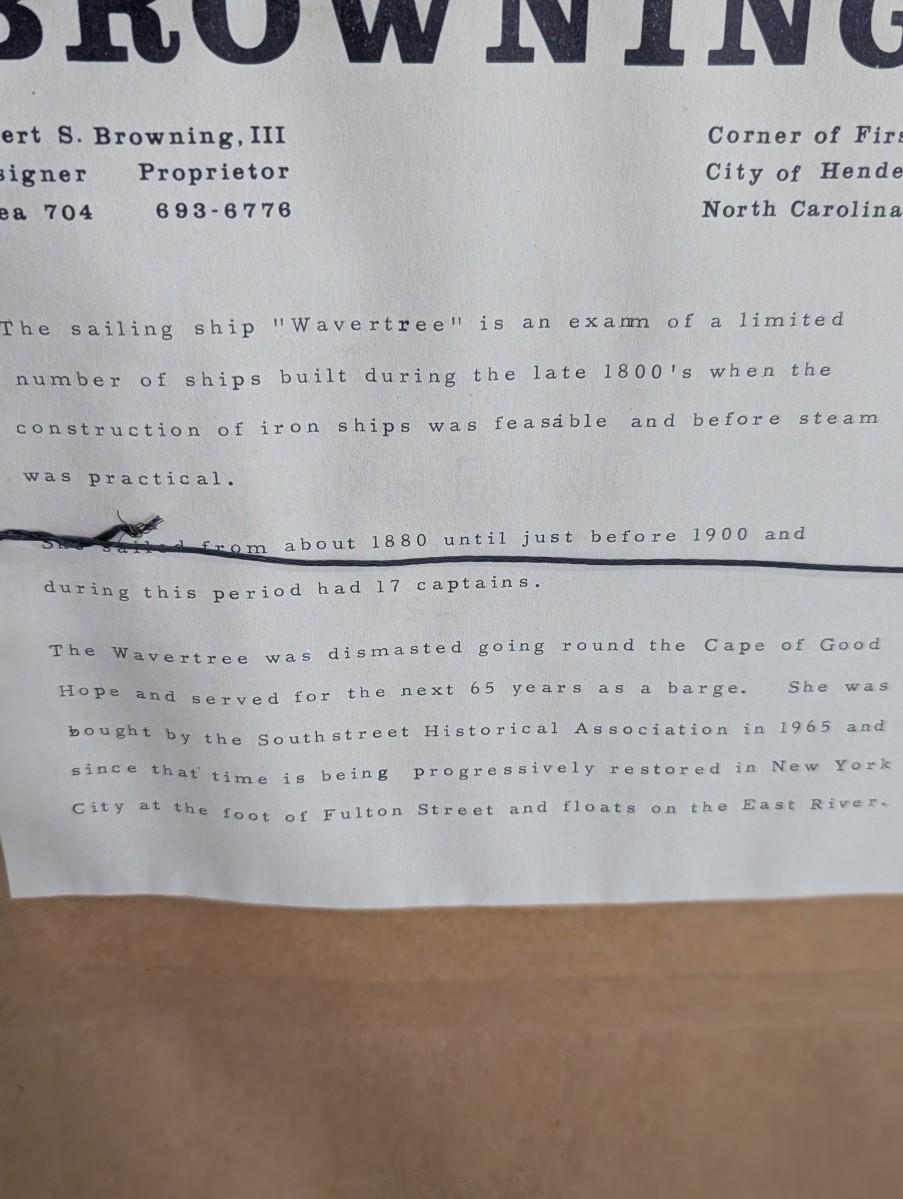 BROWNING
ert S. Browning, III
signer Proprietor
ea 704 693-6776
Corner of Firs
City of Hende
North Carolina
The sailing ship "Wavertree" is an examm of a limited
number of ships built during the late 1800's when the
construction of iron ships was feasable and before steam
was practical.
She sailed from about 1880 until just before 1900 and
during this period had 17 captains.
The Wavertree was dismasted going round the Cape of Good
Hope and served for the next 65 years as a barge. She was
bought by the Southstreet Historical Association in 1965 and
since that time is being progressively restored in New York
City at the foot of Fulton Street and floats on the East River.